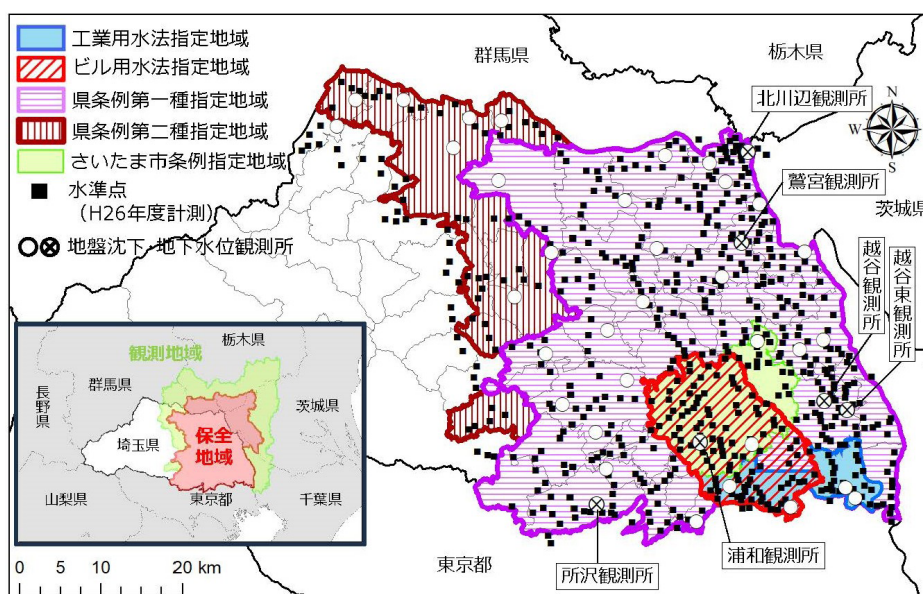 工業用水法指定地域
ビル用水法指定地域
県条例第一種指定地域
県条例第二種指定地域
さいたま市条例指定地域
水準点
（H26年度計測）
地盤沈下・地下水位観測所
群馬県
栃木県
北川辺観測所
N
W
E
S
鷲宮観測所
茨城県
越谷観測所
越谷東観測所
栃木県
観測地域
群馬県
長野県
茨城県
埼玉県
保全
地域
山梨県
東京都
千葉県
東京都
所沢観測所
浦和観測所
0 5 10 20 km